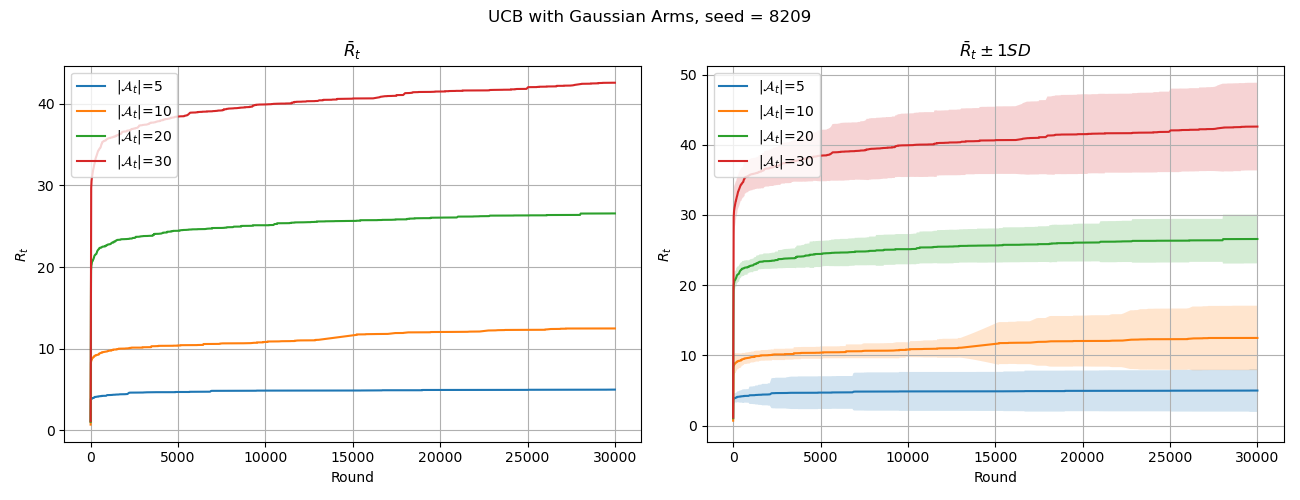 UCB with Gaussian Arms, seed = 8209
R̄ₜ
|𝒜ₜ|=5
|𝒜ₜ|=10
|𝒜ₜ|=20
|𝒜ₜ|=30
40
30
20
10
0
Rₜ
0 5000 10000 15000 20000 25000 30000
Round
R̄ₜ ± 1SD
|𝒜ₜ|=5
|𝒜ₜ|=10
|𝒜ₜ|=20
|𝒜ₜ|=30
50
40
30
20
10
0
Rₜ
0 5000 10000 15000 20000 25000 30000
Round